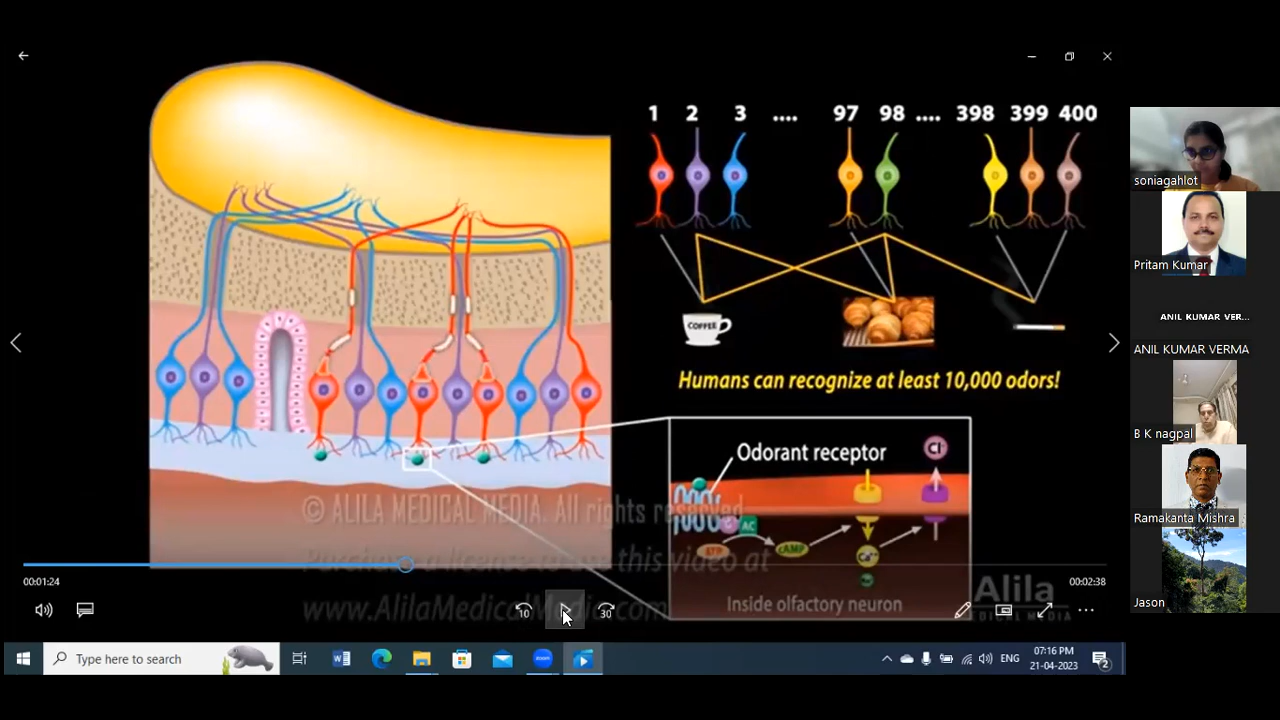 1 2 3 .... 97 98 .... 398 399 400
COFFEE
Humans can recognize at least 10,000 odors!
Odorant receptor
Cl-
G AC
ATP
cAMP
Ca++
Inside olfactory neuron
© ALILA MEDICAL MEDIA. All rights reserved
Purchase a license to use this video at
www.AlilaMedicalMedia.com
Alila
MEDICAL MEDIA
00:01:24
00:02:38
10
30
Type here to search
ENG
07:16 PM
21-04-2023
2
soniagahlot
Pritam Kumar
ANIL KUMAR VER...
ANIL KUMAR VERMA
B K nagpal
Ramakanta Mishra
Jason